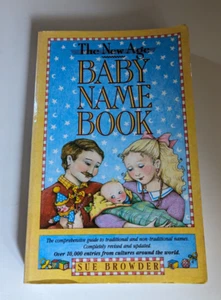 The New Age
BABY
NAME
BOOK
The comprehensive guide to traditional and non-traditional names.
Completely revised and updated.
Over 10,000 entries from cultures around the world.
SUE BROWDER